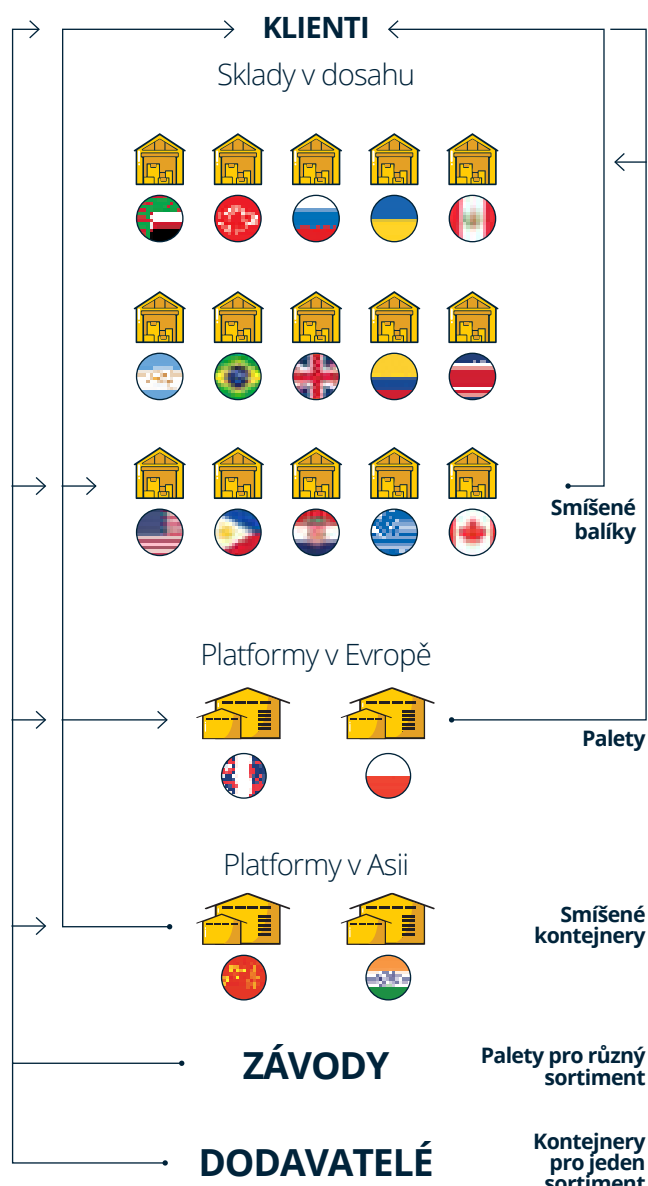 KLIENTI
Sklady v dosahu
Smíšené
balíky
Platformy v Evropě
Palety
Platformy v Asii
Smíšené
kontejnery
ZÁVODY
Palety pro různý
sortiment
DODAVATELÉ
Kontejnery
pro jeden
sortiment